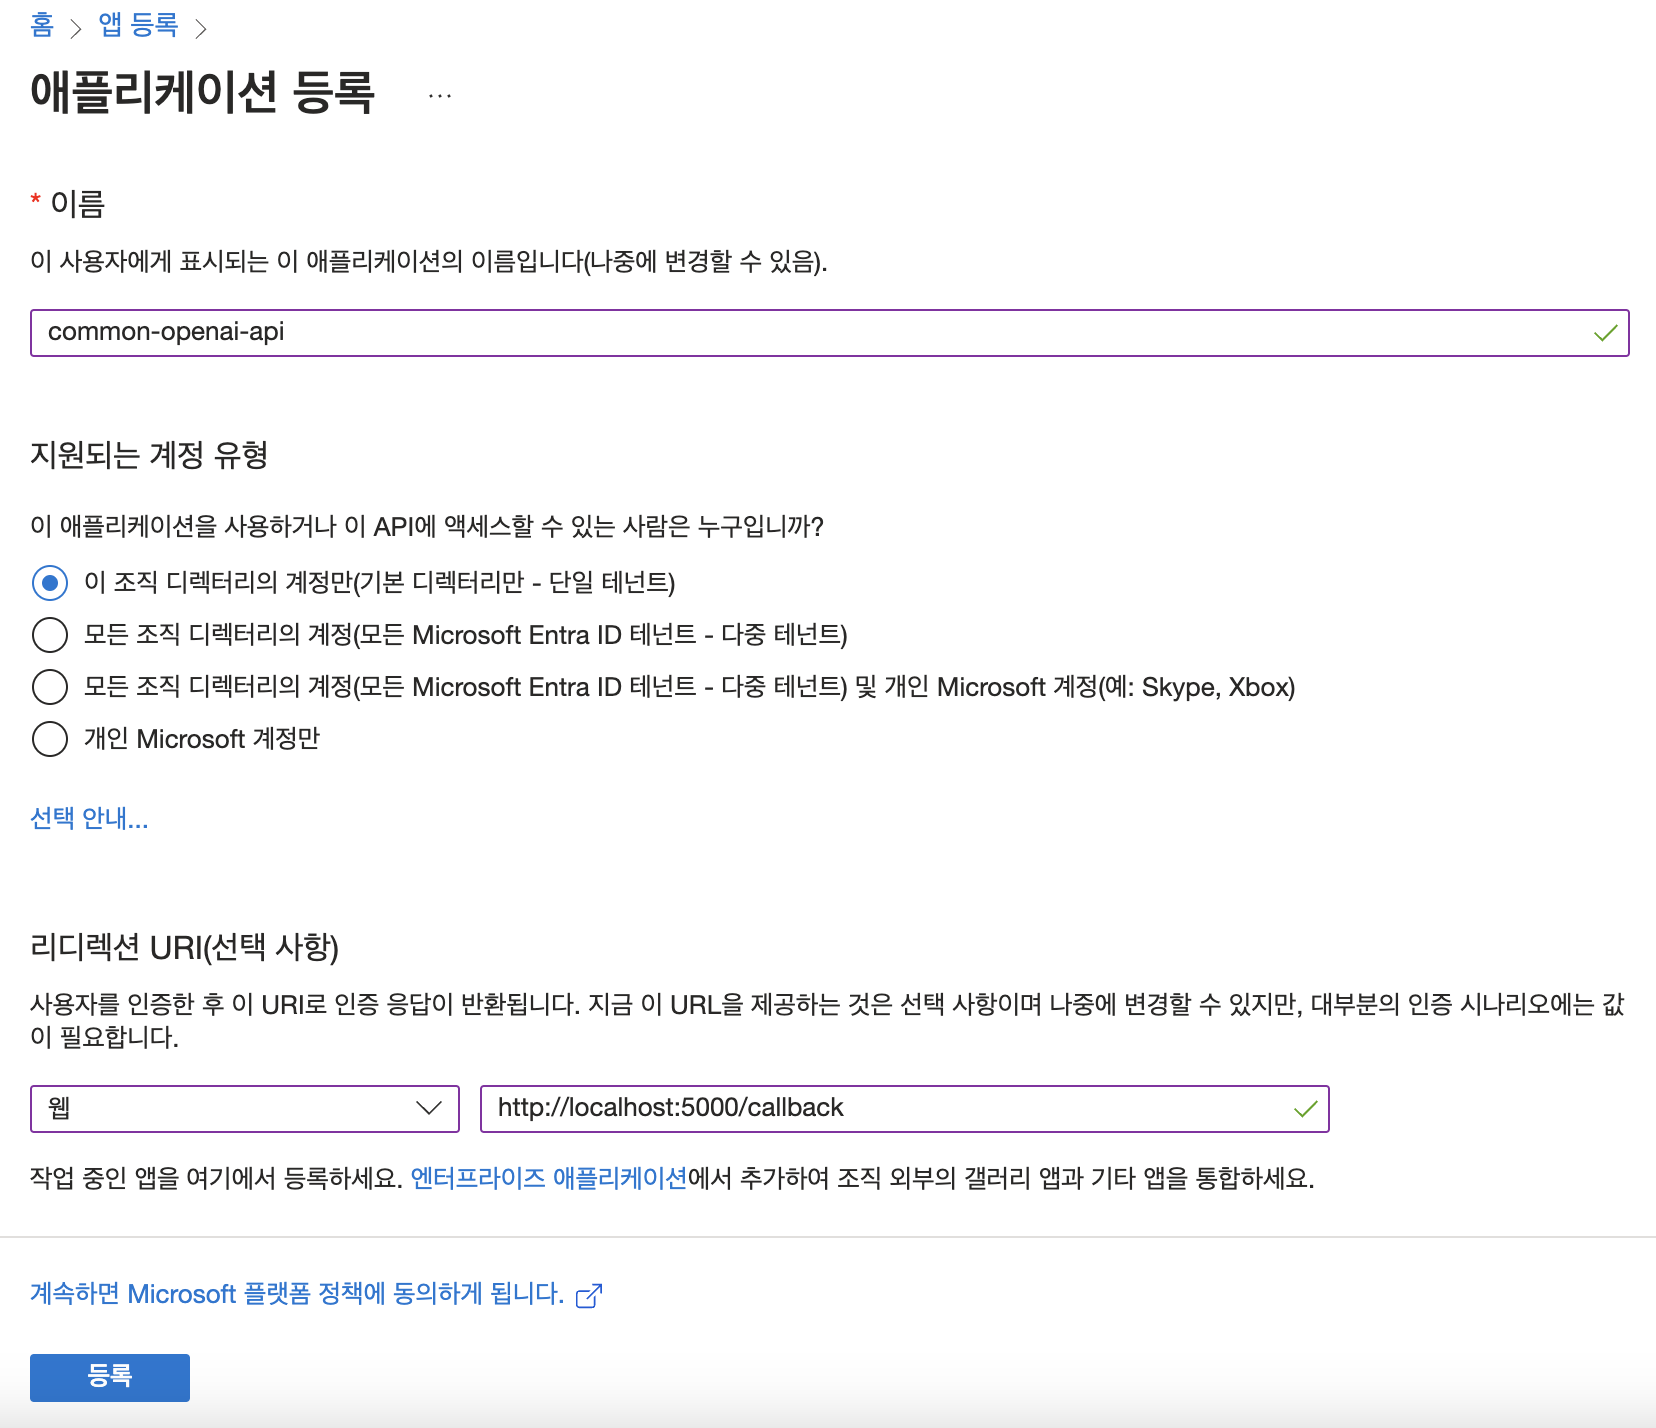 홈 > 앱 등록 >
애플리케이션 등록 ...
* 이름
이 사용자에게 표시되는 이 애플리케이션의 이름입니다(나중에 변경할 수 있음).
common-openai-api
지원되는 계정 유형
이 애플리케이션을 사용하거나 이 API에 액세스할 수 있는 사람은 누구입니까?
이 조직 디렉터리의 계정만(기본 디렉터리만 - 단일 테넌트)
모든 조직 디렉터리의 계정(모든 Microsoft Entra ID 테넌트 - 다중 테넌트)
모든 조직 디렉터리의 계정(모든 Microsoft Entra ID 테넌트 - 다중 테넌트) 및 개인 Microsoft 계정(예: Skype, Xbox)
개인 Microsoft 계정만
선택 안내...
리디렉션 URI(선택 사항)
사용자를 인증한 후 이 URI로 인증 응답이 반환됩니다. 지금 이 URL을 제공하는 것은 선택 사항이며 나중에 변경할 수 있지만, 대부분의 인증 시나리오에는 값
이 필요합니다.
웹 http://localhost:5000/callback
작업 중인 앱을 여기에서 등록하세요. 엔터프라이즈 애플리케이션에서 추가하여 조직 외부의 갤러리 앱과 기타 앱을 통합하세요.
계속하면 Microsoft 플랫폼 정책에 동의하게 됩니다.
등록